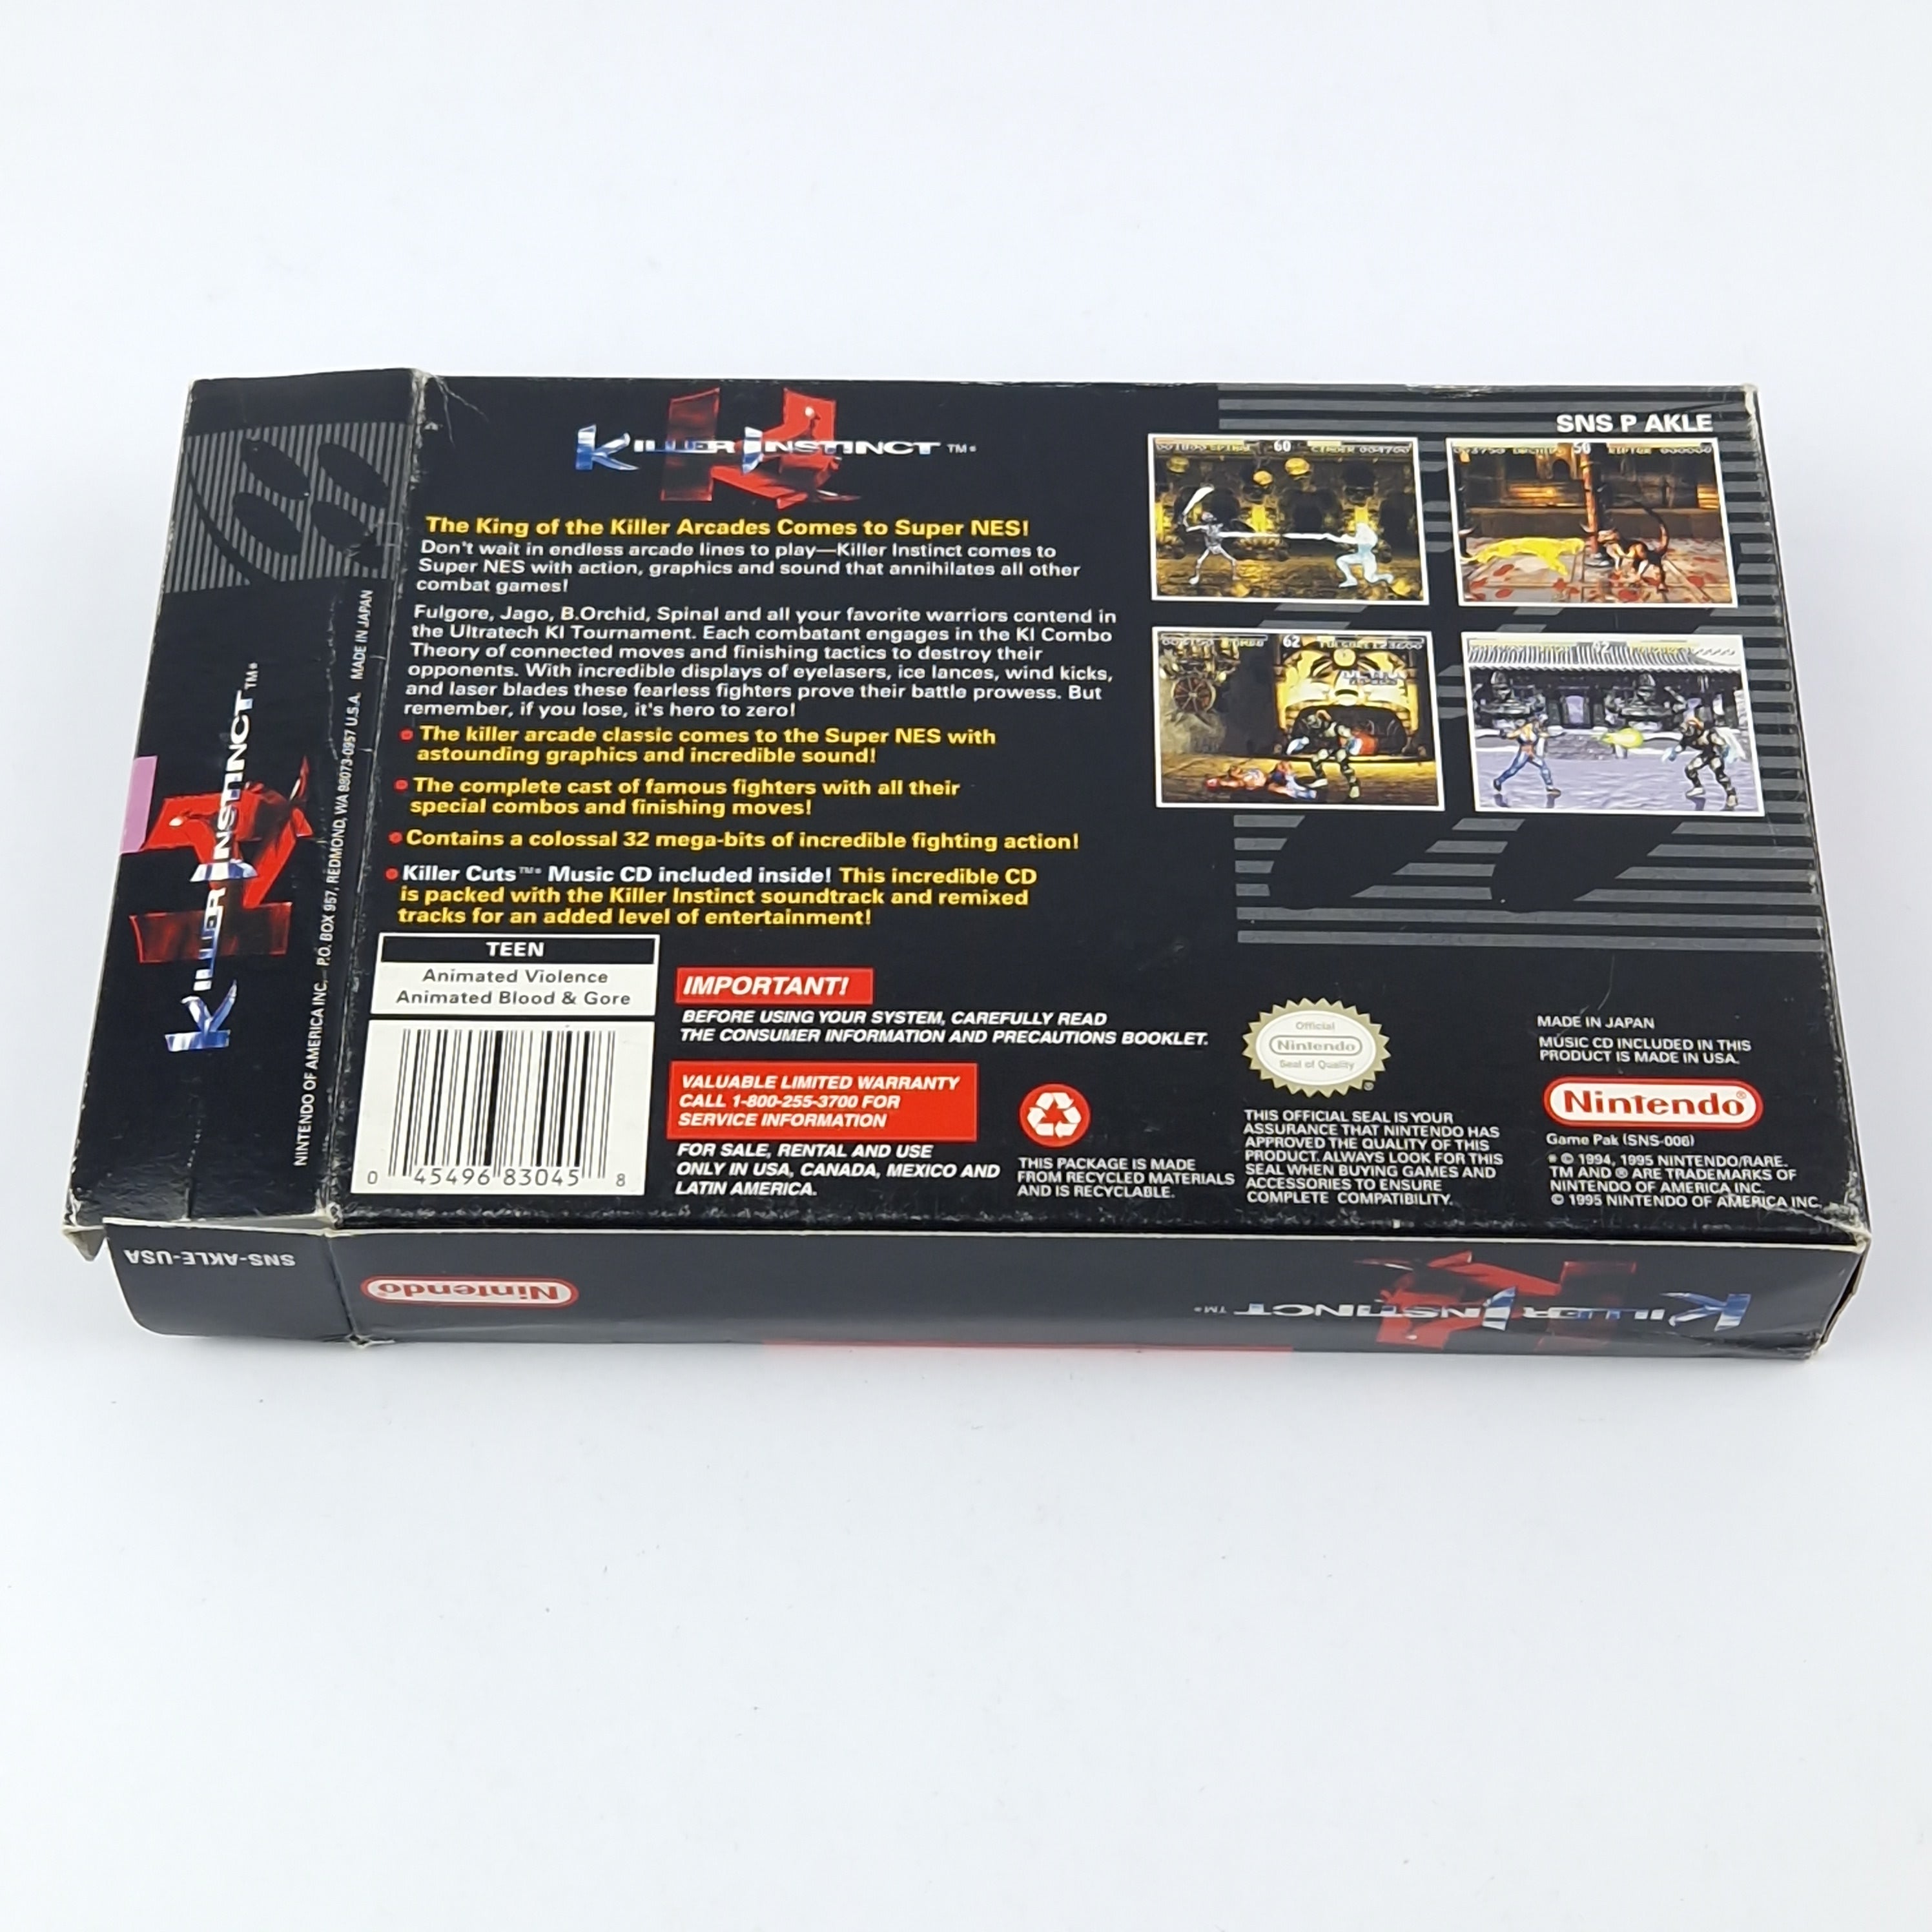 KILLER INSTINCT ™*
The King of the Killer Arcades Comes to Super NES!
Don't wait in endless arcade lines to play—Killer Instinct comes to
Super NES with action, graphics and sound that annihilates all other
combat games!
Fulgore, Jago, B.Orchid, Spinal and all your favorite warriors contend in
the Ultratech KI Tournament. Each combatant engages in the KI Combo
Theory of connected moves and finishing tactics to destroy their
opponents. With incredible displays of eyelasers, ice lances, wind kicks,
and laser blades these fearless fighters prove their battle prowess. But
remember, if you lose, it's hero to zero!
The killer arcade classic comes to the Super NES with
astounding graphics and incredible sound!
The complete cast of famous fighters with all their
special combos and finishing moves!
Contains a colossal 32 mega-bits of incredible fighting action!
Killer Cuts™* Music CD included inside! This incredible CD
is packed with the Killer Instinct soundtrack and remixed
tracks for an added level of entertainment!
SNS P AKLE
SPINAL 60 CINDER
ORCHID 50 RIPTOR
62 FULGORE
TEEN
Animated Violence
Animated Blood & Gore
0 45496 83045 8
IMPORTANT!
BEFORE USING YOUR SYSTEM, CAREFULLY READ
THE CONSUMER INFORMATION AND PRECAUTIONS BOOKLET.
VALUABLE LIMITED WARRANTY
CALL 1-800-255-3700 FOR
SERVICE INFORMATION
FOR SALE, RENTAL AND USE
ONLY IN USA, CANADA, MEXICO AND
LATIN AMERICA.
THIS PACKAGE IS MADE
FROM RECYCLED MATERIALS
AND IS RECYCLABLE.
Official
Nintendo
Seal of Quality
®
THIS OFFICIAL SEAL IS YOUR
ASSURANCE THAT NINTENDO HAS
APPROVED THE QUALITY OF THIS
PRODUCT. ALWAYS LOOK FOR THIS
SEAL WHEN BUYING GAMES AND
ACCESSORIES TO ENSURE
COMPLETE COMPATIBILITY.
MADE IN JAPAN
MUSIC CD INCLUDED IN THIS
PRODUCT IS MADE IN USA.
Nintendo®
Game Pak (SNS-006)
* © 1994, 1995 NINTENDO/RARE.
TM AND ® ARE TRADEMARKS OF
NINTENDO OF AMERICA INC.
© 1995 NINTENDO OF AMERICA INC.
KILLER INSTINCT ™*
NINTENDO OF AMERICA INC. P.O. BOX 957, REDMOND, WA 98073-0957 U.S.A. MADE IN JAPAN
SNS-AKLE-USA
Nintendo®
KILLER INSTINCT ™*